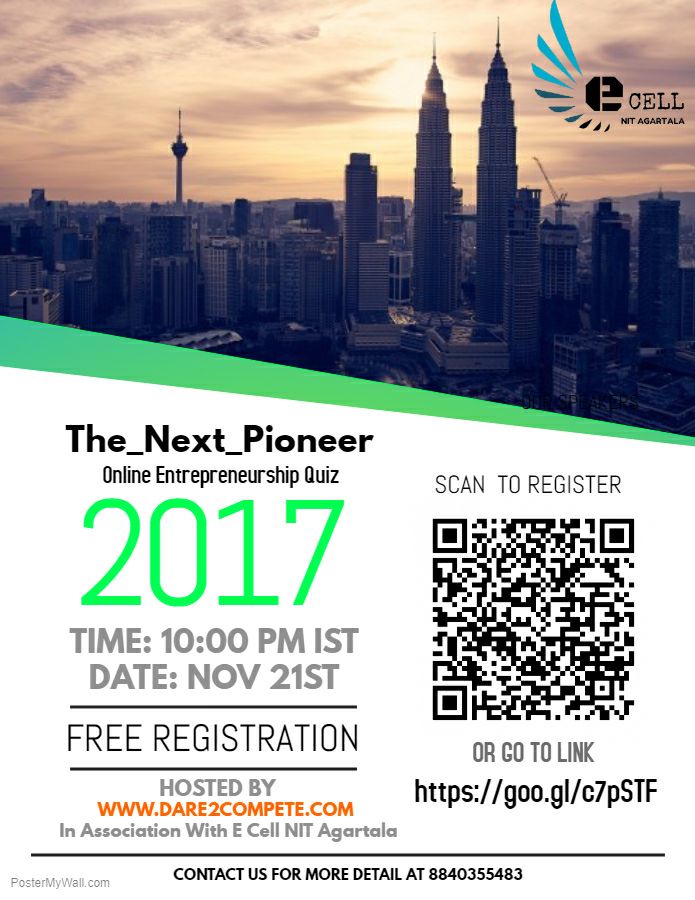 e CELL
NIT AGARTALA
OUR SPEAKERS
The_Next_Pioneer
Online Entrepreneurship Quiz
2017
TIME: 10:00 PM IST
DATE: NOV 21ST
FREE REGISTRATION
HOSTED BY
WWW.DARE2COMPETE.COM
In Association With E Cell NIT Agartala
SCAN TO REGISTER
OR GO TO LINK
https://goo.gl/c7pSTF
CONTACT US FOR MORE DETAIL AT 8840355483
PosterMyWall.com